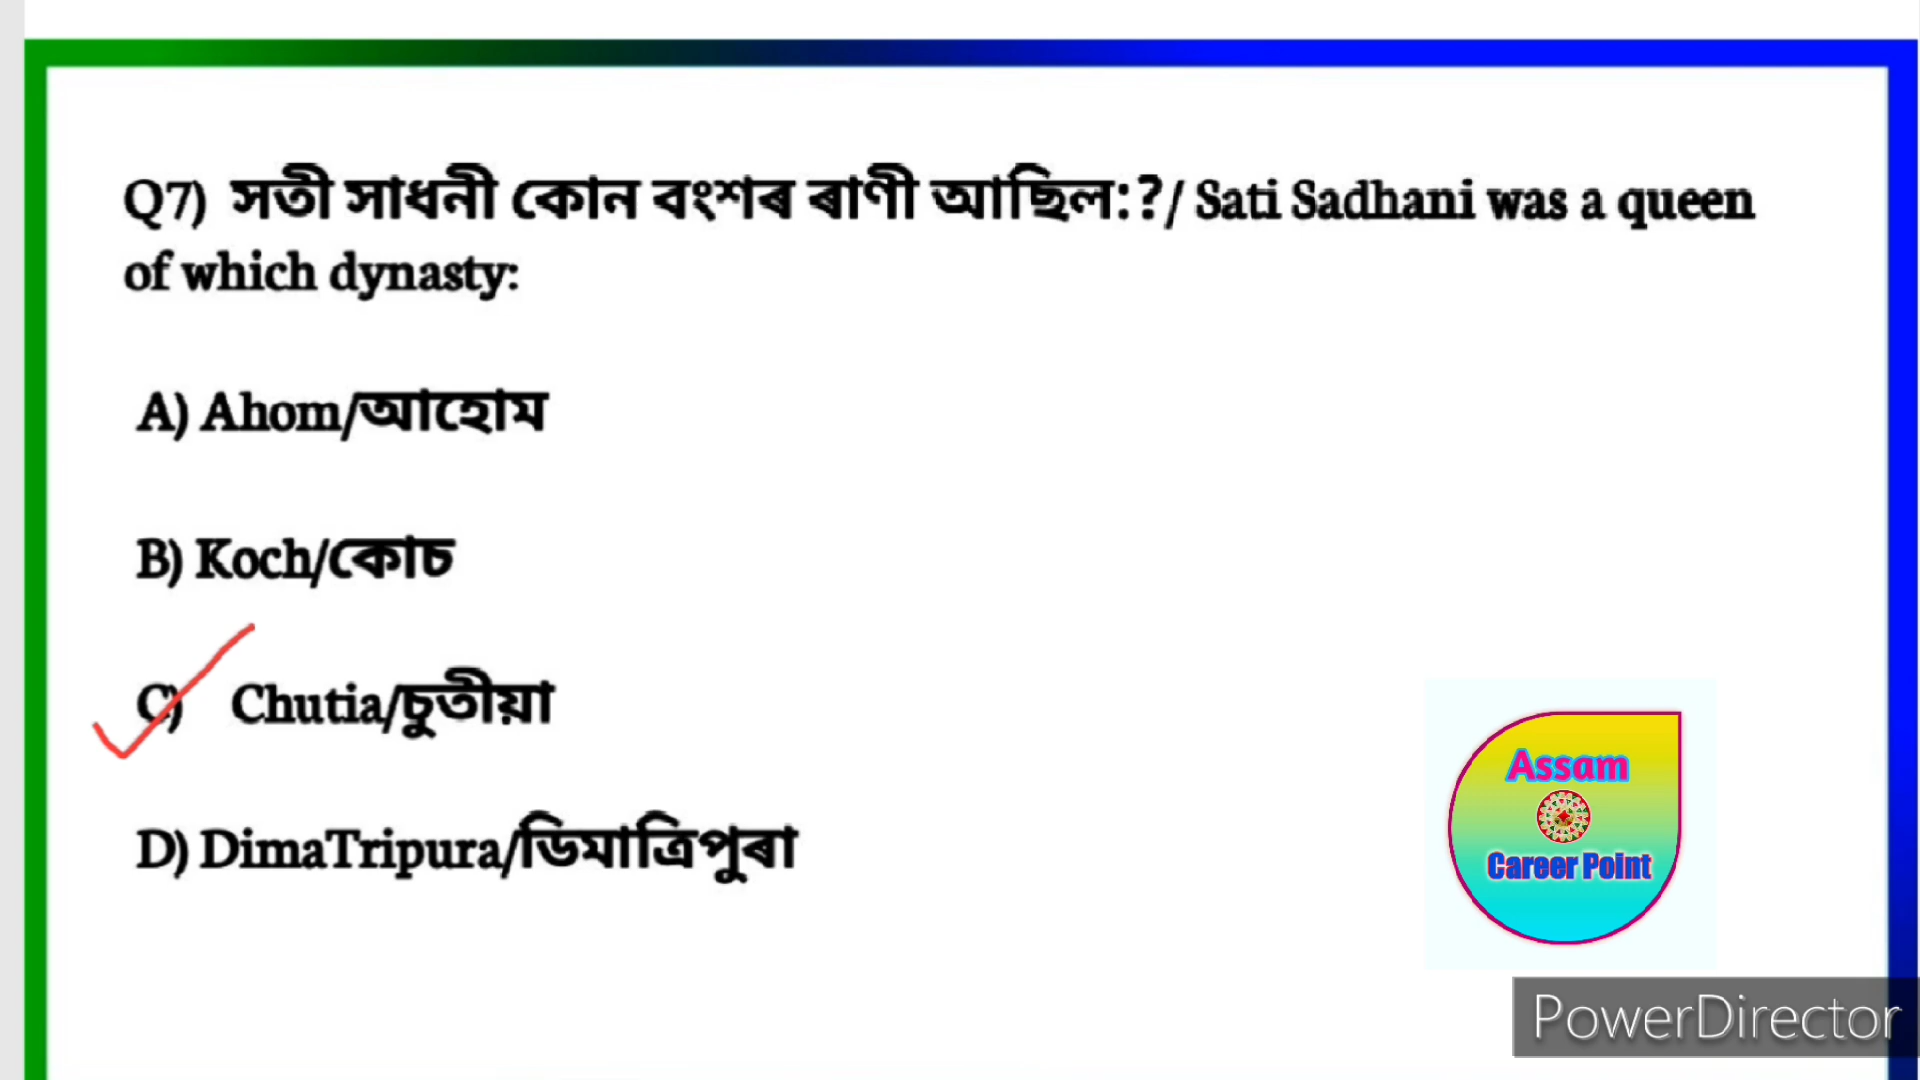 Q7) সতী সাধনী কোন বংশৰ ৰাণী আছিল:?/ Sati Sadhani was a queen
of which dynasty:
A) Ahom/আহোম
B) Koch/কোচ
C) Chutia/চুতীয়া
D) DimaTripura/ডিমাত্ৰিপুৰা
Assam
Career Point
PowerDirector